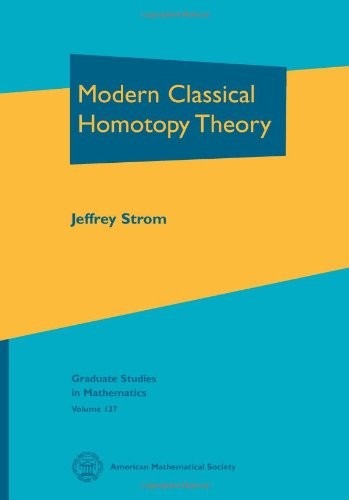 Modern Classical
Homotopy Theory
Jeffrey Strom
Graduate Studies
in Mathematics
Volume 127
American Mathematical Society